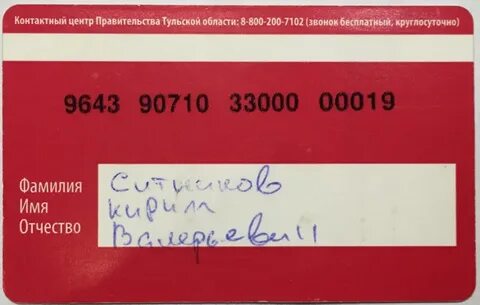 Контактный центр Правительства Тульской области: 8-800-200-7102 (звонок бесплатный, круглосуточно)
9643 90710 33000 00019
Фамилия Ситников
Имя Кирилл
Отчество Валерьевич